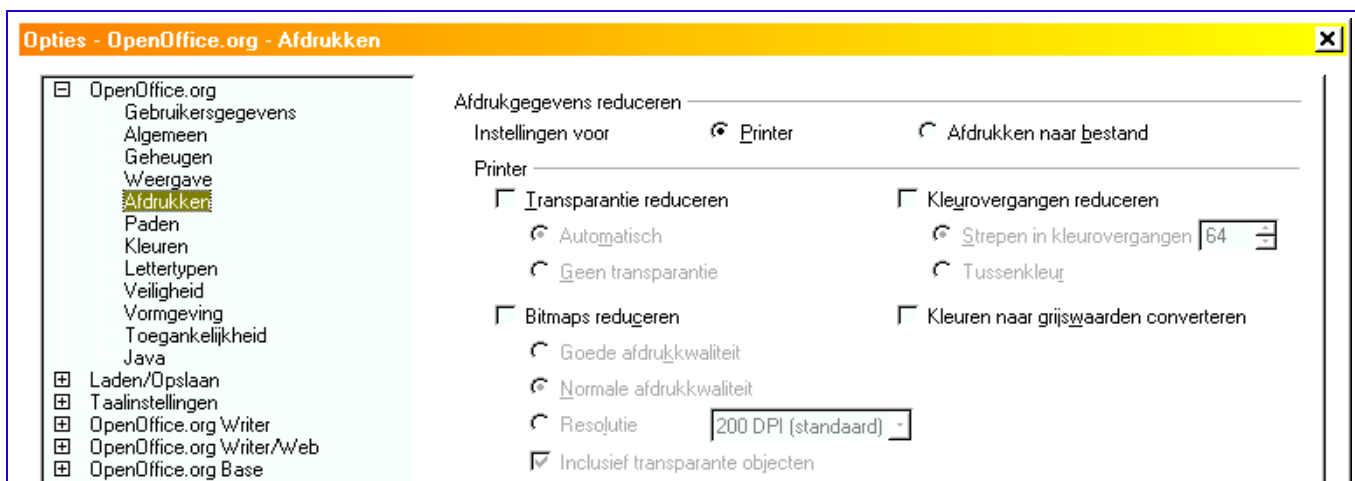 Opties - OpenOffice.org - Afdrukken
OpenOffice.org
Gebruikersgegevens
Algemeen
Geheugen
Weergave
Afdrukken
Paden
Kleuren
Lettertypen
Veiligheid
Vormgeving
Toegankelijkheid
Java
Laden/Opslaan
Taalinstellingen
OpenOffice.org Writer
OpenOffice.org Writer/Web
OpenOffice.org Base
Afdrukgegevens reduceren
Instellingen voor Printer Afdrukken naar bestand
Printer
Transparantie reduceren Kleurovergangen reduceren
Automatisch Strepen in kleurovergangen 64
Geen transparantie Tussenkleur
Bitmaps reduceren Kleuren naar grijswaarden converteren
Goede afdrukkwaliteit
Normale afdrukkwaliteit
Resolutie 200 DPI (standaard)
Inclusief transparante objecten